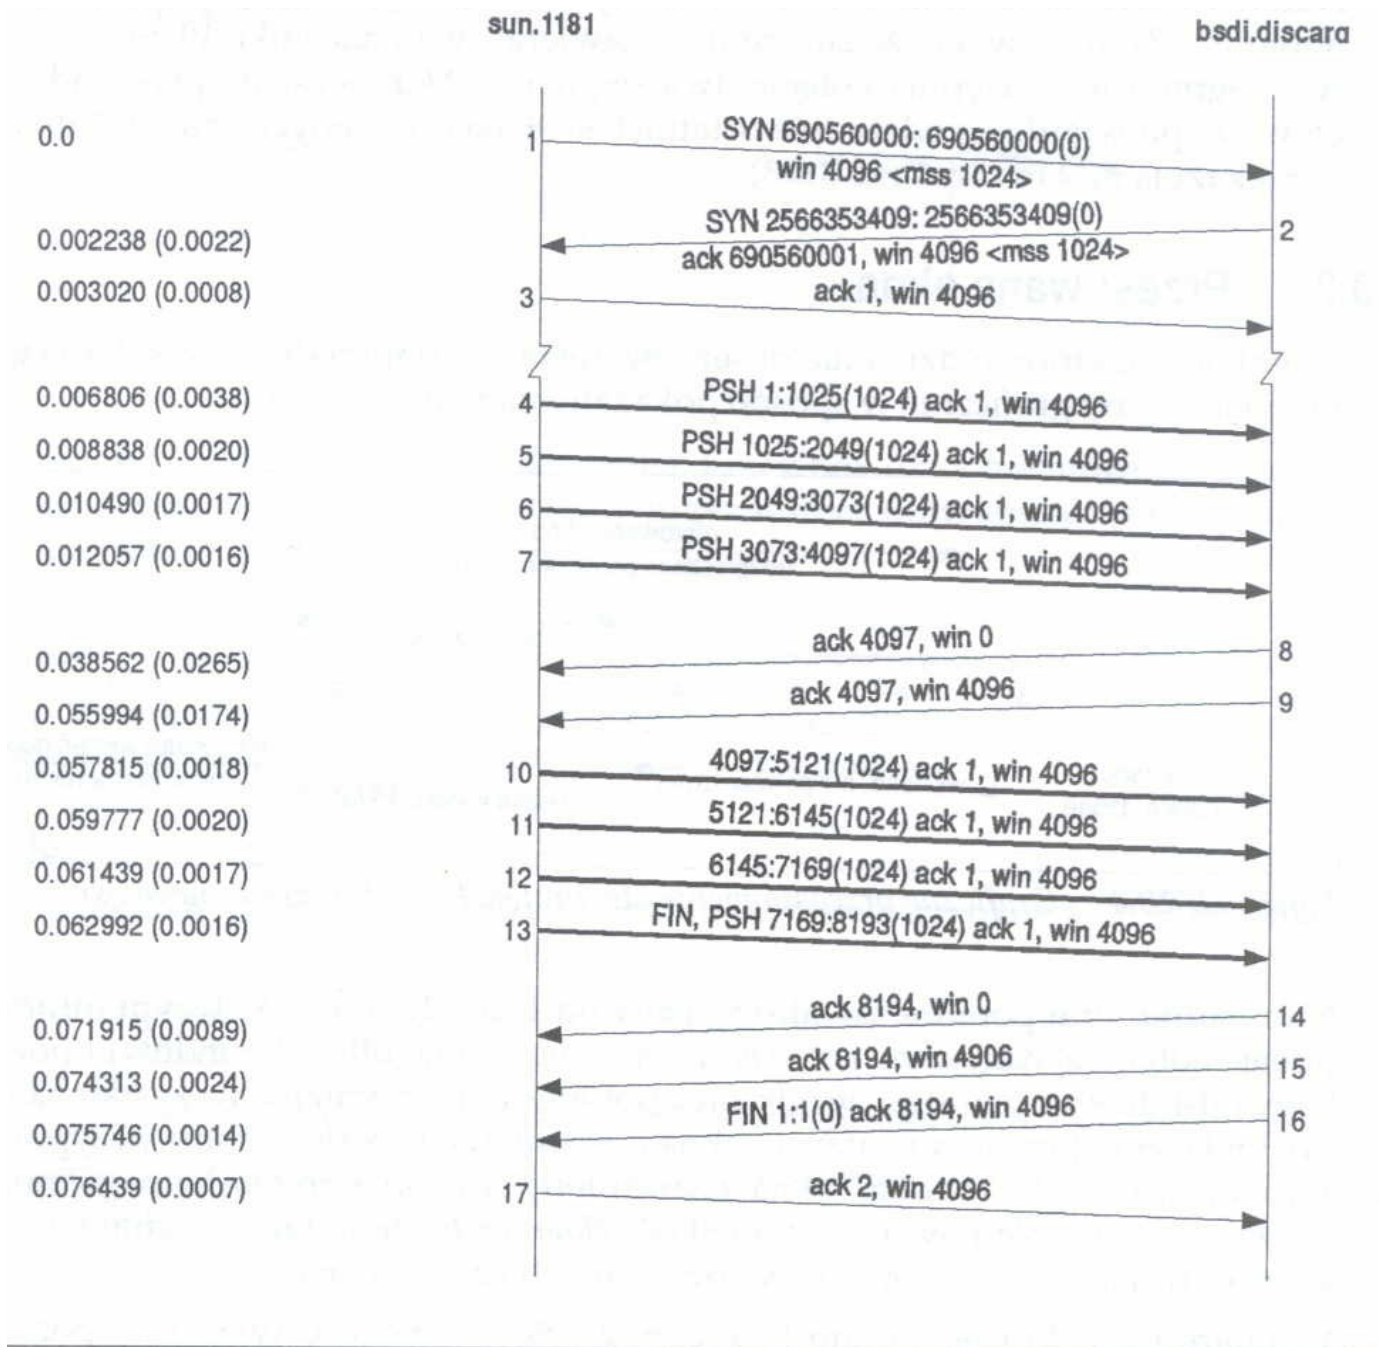 sun.1181
bsdi.discard
0.0
1
SYN 690560000: 690560000(0)
win 4096 <mss 1024>
SYN 2566353409: 2566353409(0)
2
0.002238 (0.0022)
ack 690560001, win 4096 <mss 1024>
0.003020 (0.0008)
3
ack 1, win 4096
0.006806 (0.0038)
4
PSH 1:1025(1024) ack 1, win 4096
0.008838 (0.0020)
5
PSH 1025:2049(1024) ack 1, win 4096
0.010490 (0.0017)
6
PSH 2049:3073(1024) ack 1, win 4096
0.012057 (0.0016)
7
PSH 3073:4097(1024) ack 1, win 4096
ack 4097, win 0
8
0.038562 (0.0265)
ack 4097, win 4096
9
0.055994 (0.0174)
0.057815 (0.0018)
10
4097:5121(1024) ack 1, win 4096
0.059777 (0.0020)
11
5121:6145(1024) ack 1, win 4096
0.061439 (0.0017)
12
6145:7169(1024) ack 1, win 4096
0.062992 (0.0016)
13
FIN, PSH 7169:8193(1024) ack 1, win 4096
ack 8194, win 0
14
0.071915 (0.0089)
ack 8194, win 4906
15
0.074313 (0.0024)
FIN 1:1(0) ack 8194, win 4096
16
0.075746 (0.0014)
0.076439 (0.0007)
17
ack 2, win 4096